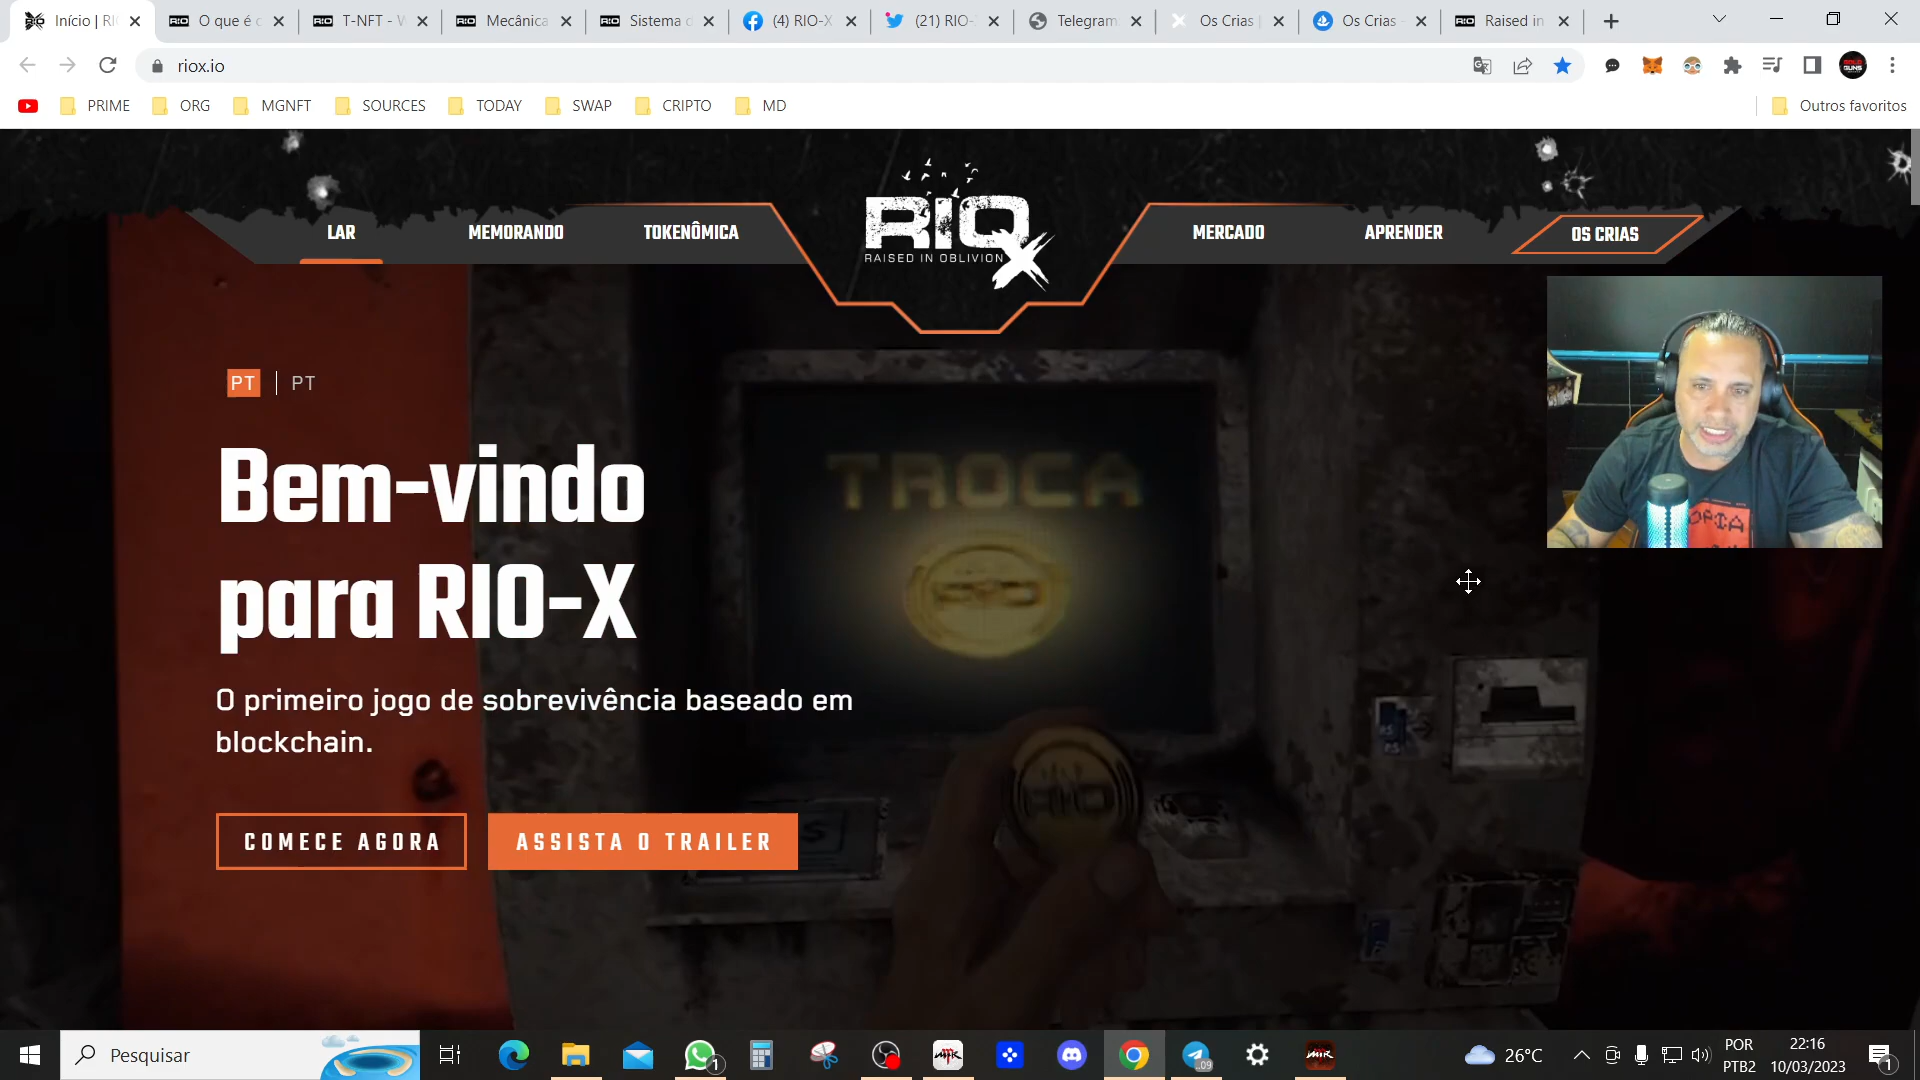 Início | RI
O que é o
T-NFT - W
Mecânica
Sistema d
(4) RIO-X
(21) RIO-
Telegram
Os Crias |
Os Crias -
Raised in
riox.io
PRIME
ORG
MGNFT
SOURCES
TODAY
SWAP
CRIPTO
MD
Outros favoritos
LAR
MEMORANDO
TOKENÔMICA
RIO X
RAISED IN OBLIVION
MERCADO
APRENDER
OS CRIAS
PT | PT
Bem-vindo
para RIO-X
TROCA
O primeiro jogo de sobrevivência baseado em
blockchain.
COMECE AGORA
ASSISTA O TRAILER
Pesquisar
26°C
POR
PTB2
22:16
10/03/2023